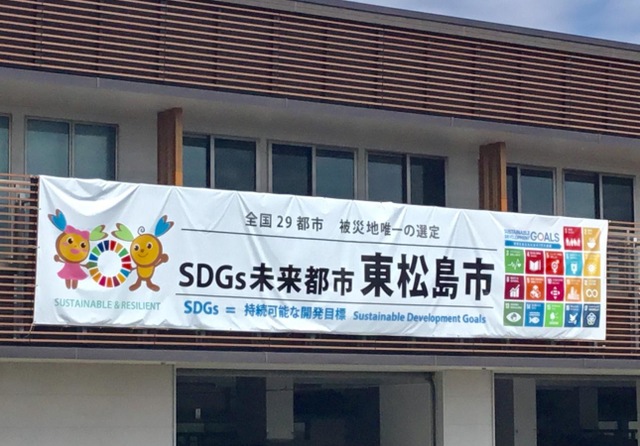 全国29都市 被災地唯一の選定
SDGs未来都市 東松島市
SDGs = 持続可能な開発目標 Sustainable Development Goals
SUSTAINABLE & RESILIENT
SUSTAINABLE
DEVELOPMENT
GOALS